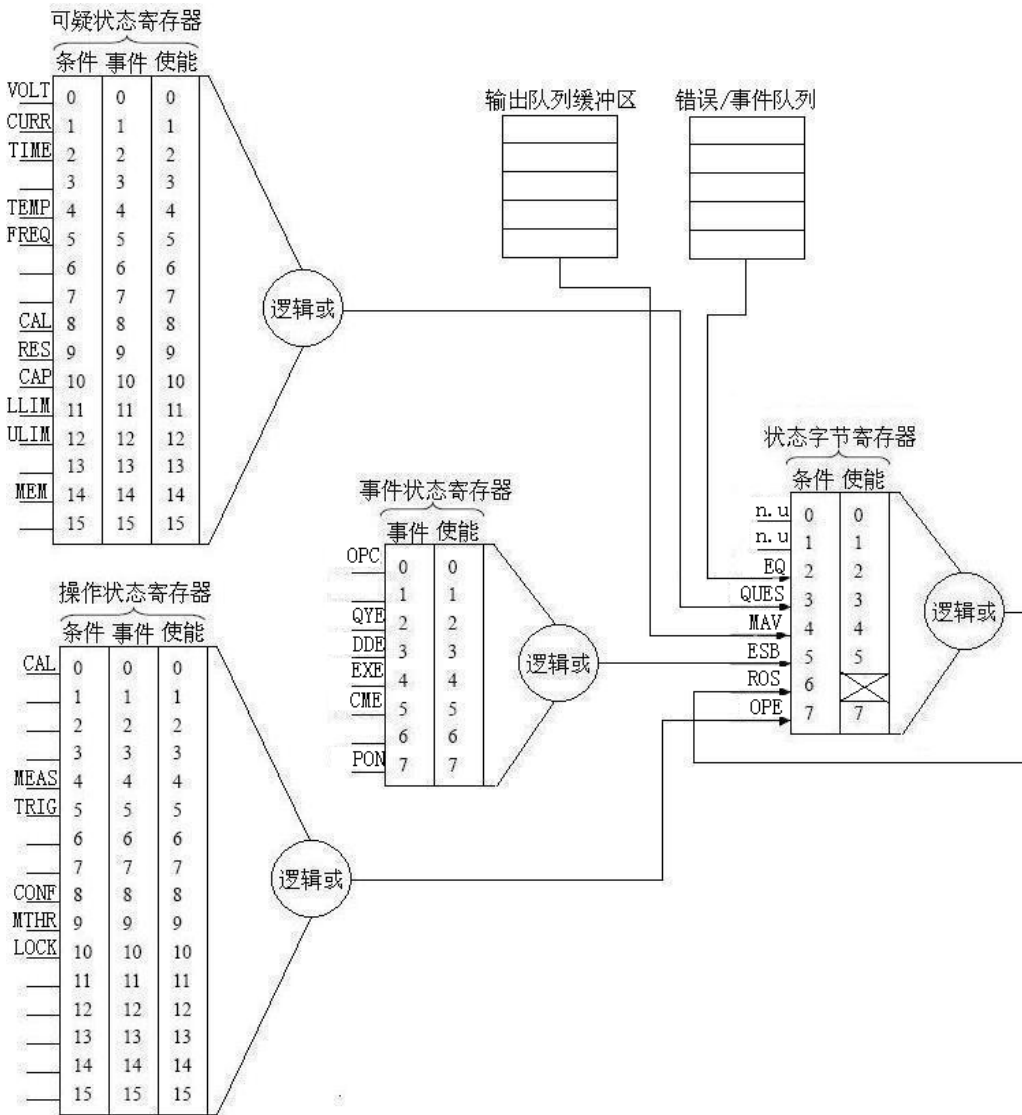 可疑状态寄存器
条件 事件 使能
VOLT 0 0 0
CURR 1 1 1
TIME 2 2 2
3 3 3
TEMP 4 4 4
FREQ 5 5 5
6 6 6
7 7 7
CAL 8 8 8
RES 9 9 9
CAP 10 10 10
LLIM 11 11 11
ULIM 12 12 12
13 13 13
MEM 14 14 14
15 15 15
逻辑或
输出队列缓冲区
错误/事件队列
事件状态寄存器
事件 使能
OPC 0 0
1 1
QYE 2 2
DDE 3 3
EXE 4 4
CME 5 5
6 6
PON 7 7
逻辑或
状态字节寄存器
条件 使能
n.u 0 0
n.u 1 1
EQ 2 2
QUES 3 3
MAV 4 4
ESB 5 5
ROS 6
OPE 7 7
逻辑或
操作状态寄存器
条件 事件 使能
CAL 0 0 0
1 1 1
2 2 2
3 3 3
MEAS 4 4 4
TRIG 5 5 5
6 6 6
7 7 7
CONF 8 8 8
MTHR 9 9 9
LOCK 10 10 10
11 11 11
12 12 12
13 13 13
14 14 14
15 15 15
逻辑或